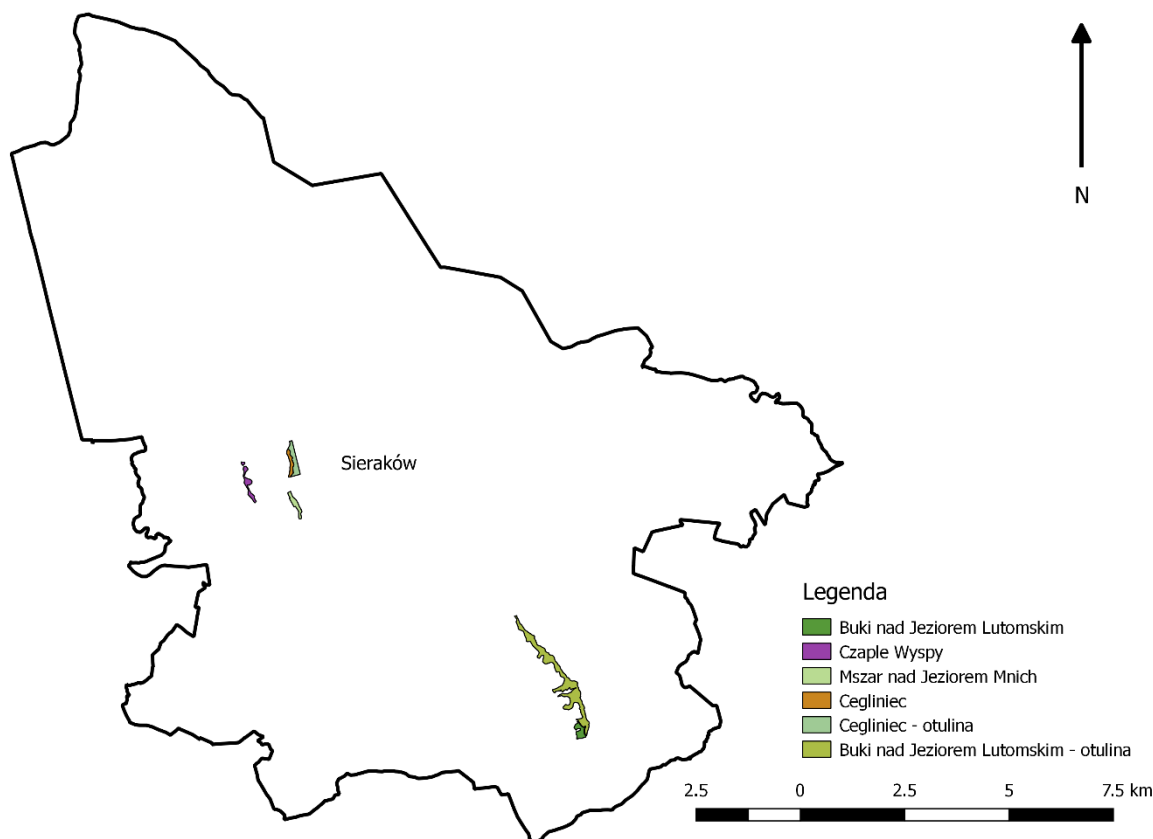 N
Sieraków
Legenda
Buki nad Jeziorem Lutomskim
Czaple Wyspy
Mszar nad Jeziorem Mnich
Cegliniec
Cegliniec - otulina
Buki nad Jeziorem Lutomskim - otulina
2.5 0 2.5 5 7.5 km